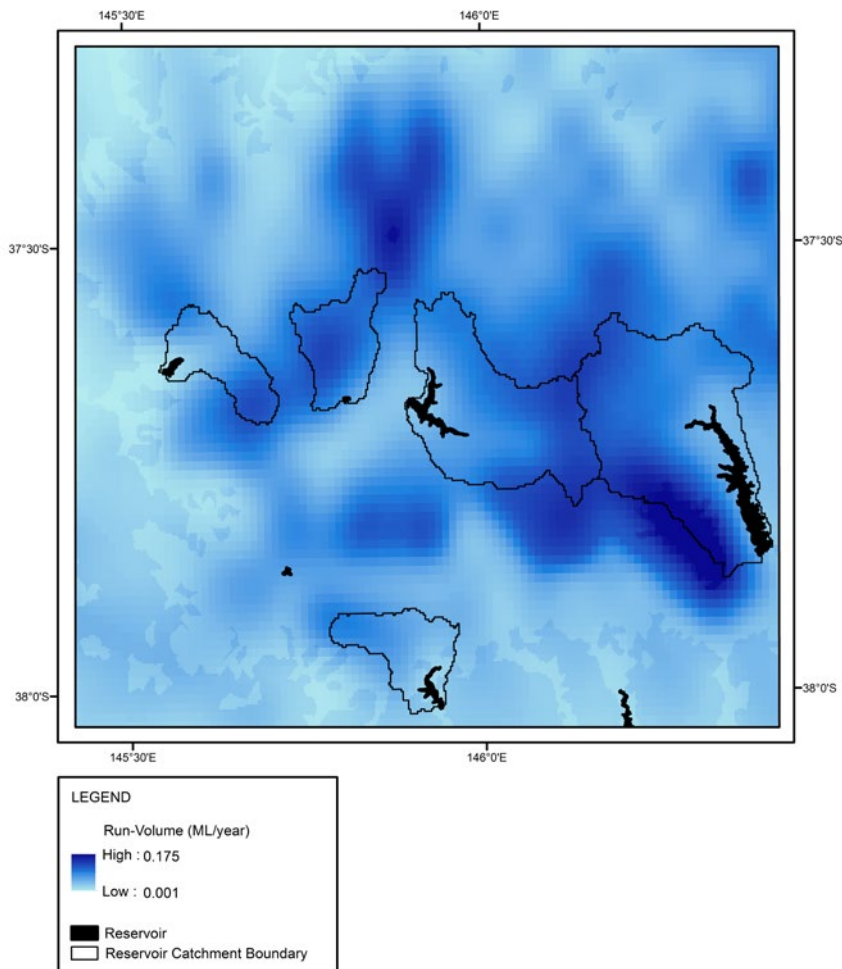 145°30'E
146°0'E
37°30'S
37°30'S
38°0'S
38°0'S
145°30'E
146°0'E
LEGEND
Run-Volume (ML/year)
High : 0.175
Low : 0.001
Reservoir
Reservoir Catchment Boundary